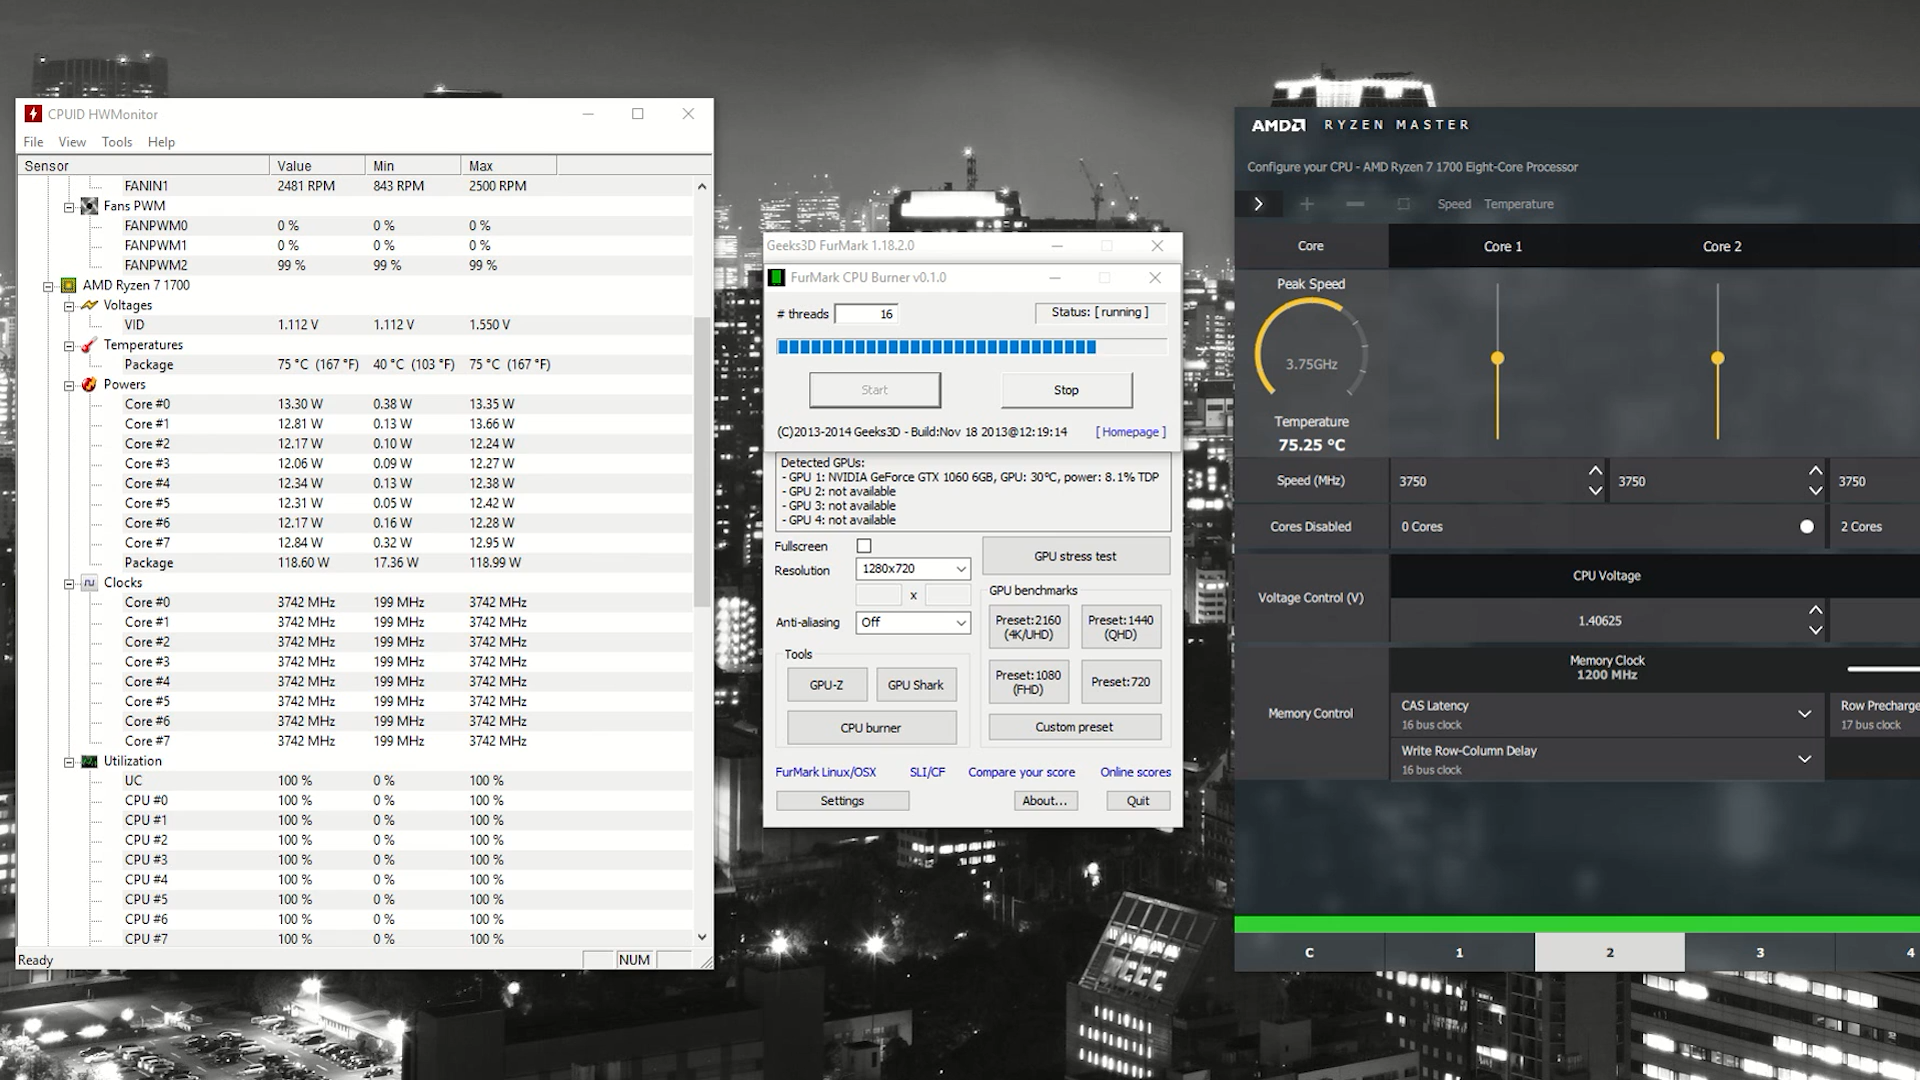 CPUID HWMonitor
File View Tools Help
Sensor Value Min Max
FANIN1 2481 RPM 843 RPM 2500 RPM
Fans PWM
FANPWM0 0 % 0 % 0 %
FANPWM1 0 % 0 % 0 %
FANPWM2 99 % 99 % 99 %
AMD Ryzen 7 1700
Voltages
VID 1.112 V 1.112 V 1.550 V
Temperatures
Package 75 °C (167 °F) 40 °C (103 °F) 75 °C (167 °F)
Powers
Core #0 13.30 W 0.38 W 13.35 W
Core #1 12.81 W 0.13 W 13.66 W
Core #2 12.17 W 0.10 W 12.24 W
Core #3 12.06 W 0.09 W 12.27 W
Core #4 12.34 W 0.13 W 12.38 W
Core #5 12.31 W 0.05 W 12.42 W
Core #6 12.17 W 0.16 W 12.28 W
Core #7 12.84 W 0.32 W 12.95 W
Package 118.60 W 17.36 W 118.99 W
Clocks
Core #0 3742 MHz 199 MHz 3742 MHz
Core #1 3742 MHz 199 MHz 3742 MHz
Core #2 3742 MHz 199 MHz 3742 MHz
Core #3 3742 MHz 199 MHz 3742 MHz
Core #4 3742 MHz 199 MHz 3742 MHz
Core #5 3742 MHz 199 MHz 3742 MHz
Core #6 3742 MHz 199 MHz 3742 MHz
Core #7 3742 MHz 199 MHz 3742 MHz
Utilization
UC 100 % 0 % 100 %
CPU #0 100 % 0 % 100 %
CPU #1 100 % 0 % 100 %
CPU #2 100 % 0 % 100 %
CPU #3 100 % 0 % 100 %
CPU #4 100 % 0 % 100 %
CPU #5 100 % 0 % 100 %
CPU #6 100 % 0 % 100 %
CPU #7 100 % 0 % 100 %
Ready NUM
Geeks3D FurMark 1.18.2.0
FurMark CPU Burner v0.1.0
# threads 16 Status: [ running ]
Start Stop
(C)2013-2014 Geeks3D - Build:Nov 18 2013@12:19:14 [ Homepage ]
Detected GPUs:
- GPU 1: NVIDIA GeForce GTX 1060 6GB, GPU: 30°C, power: 8.1% TDP
- GPU 2: not available
- GPU 3: not available
- GPU 4: not available
Fullscreen
Resolution 1280x720
x
Anti-aliasing Off
GPU stress test
GPU benchmarks
Preset:2160 Preset:1440
(4K/UHD) (QHD)
Preset:1080 Preset:720
(FHD)
Custom preset
Tools
GPU-Z GPU Shark
CPU burner
FurMark Linux/OSX SLI/CF Compare your score Online scores
Settings About... Quit
AMD RYZEN MASTER
Configure your CPU - AMD Ryzen 7 1700 Eight-Core Processor
Speed Temperature
Core Core 1 Core 2
Peak Speed
3.75GHz
Temperature
75.25 °C
Speed (MHz) 3750 3750 3750
Cores Disabled 0 Cores 2 Cores
Voltage Control (V) CPU Voltage
1.40625
Memory Control Memory Clock
1200 MHz
CAS Latency Row Precharge
16 bus clock 17 bus clock
Write Row-Column Delay
16 bus clock
C 1 2 3 4